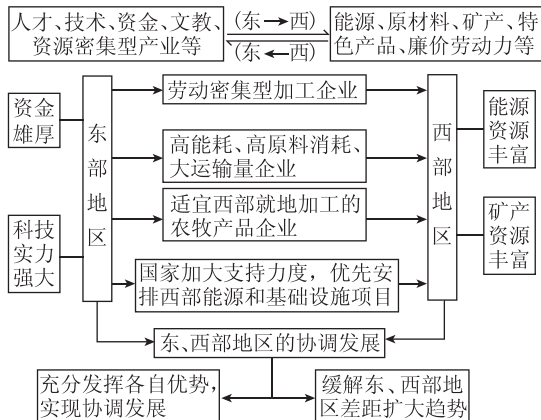 人才、技术、资金、文教、
资源密集型产业等
(东→西)
(东←西)
能源、原材料、矿产、特
色产品、廉价劳动力等
资金
雄厚
科技
实力
强大
东部地区
劳动密集型加工企业
高能耗、高原料消耗、
大运输量企业
适宜西部就地加工的
农牧产品企业
国家加大支持力度，优先安
排西部能源和基础设施项目
西部地区
能源
资源
丰富
矿产
资源
丰富
东、西部地区的协调发展
充分发挥各自优势，
实现协调发展
缓解东、西部地
区差距扩大趋势